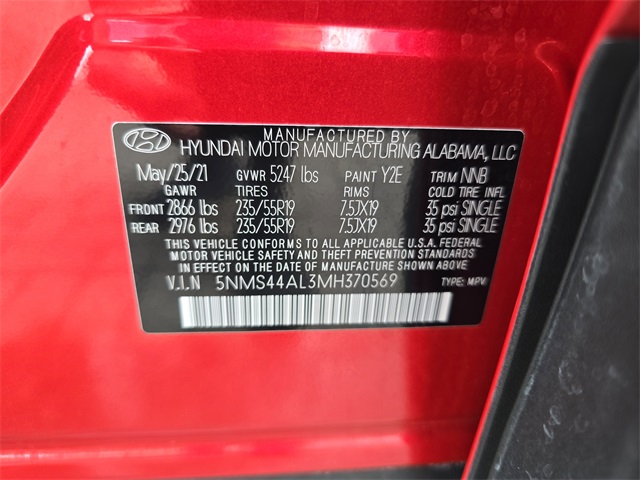 MANUFACTURED BY
HYUNDAI MOTOR MANUFACTURING ALABAMA, LLC
May/25/21 GVWR 5247 lbs PAINT Y2E TRIM NNB
GAWR TIRES RIMS COLD TIRE INFL
FRONT 2866 lbs 235/55R19 7.5JX19 35 psi SINGLE
REAR 2976 lbs 235/55R19 7.5JX19 35 psi SINGLE
THIS VEHICLE CONFORMS TO ALL APPLICABLE U.S.A. FEDERAL
MOTOR VEHICLE SAFETY AND THEFT PREVENTION STANDARDS
IN EFFECT ON THE DATE OF MANUFACTURE SHOWN ABOVE.
V.I.N 5NMS44AL3MH370569 TYPE: MPV